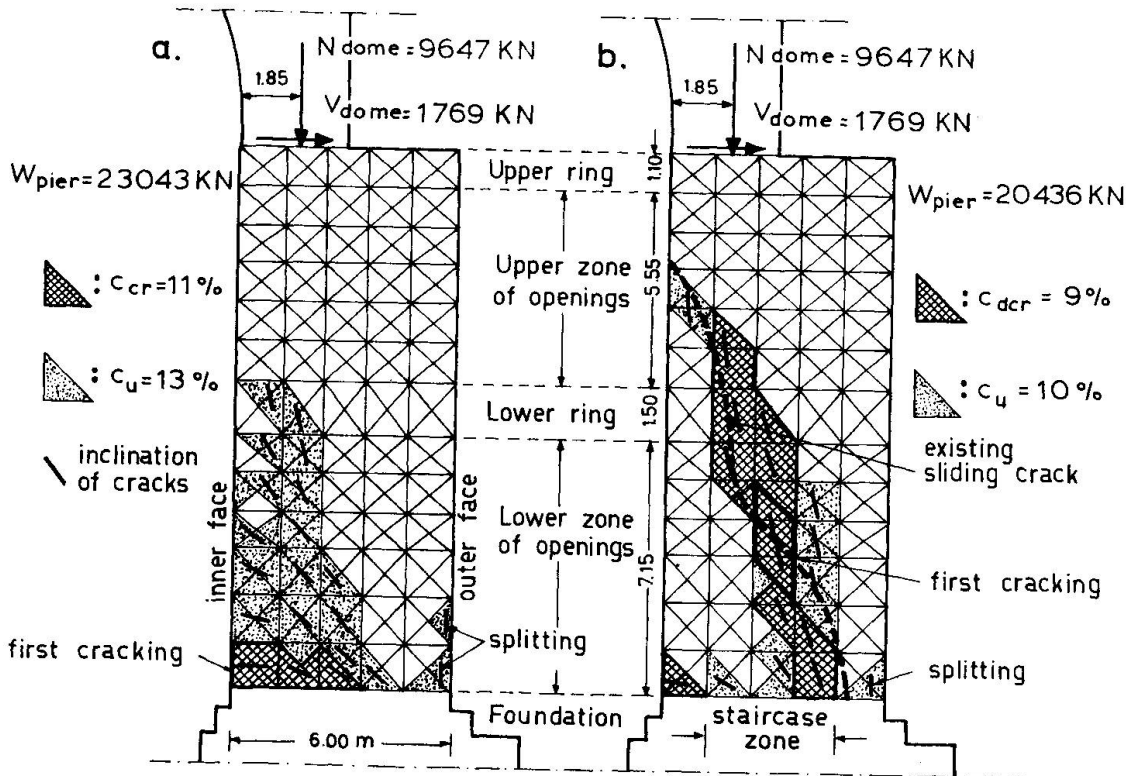 a.
N dome = 9647 KN
1.85
V dome = 1769 KN
W pier = 23043 KN
: c cr = 11 %
: c u = 13 %
inclination
of cracks
inner face
outer face
first cracking
splitting
6.00 m
Upper ring
Upper zone
of openings
Lower ring
Lower zone
of openings
Foundation
1.10
5.55
1.50
7.15
b.
N dome = 9647 KN
1.85
V dome = 1769 KN
W pier = 20436 KN
: c dcr = 9 %
: c u = 10 %
existing
sliding crack
first cracking
splitting
staircase
zone